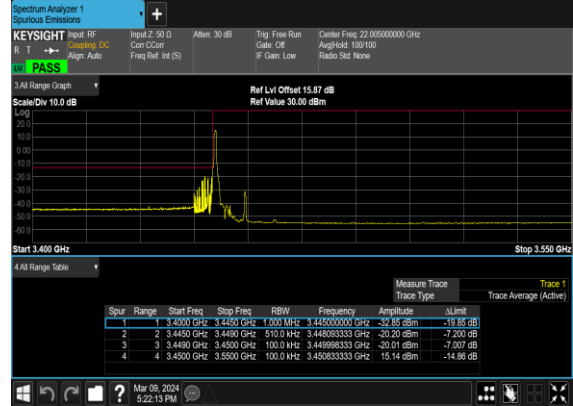 Spectrum Analyzer 1
Spurious Emissions
+
KEYSIGHT Input: RF Input Z: 50 Ω Atten: 30 dB Trig: Free Run Center Freq: 22.005000000 GHz
R T Coupling: DC Corr CCorr Gate: Off Avg|Hold: 100/100
Align: Auto Freq Ref: Int (S) IF Gain: Low Radio Std: None
PASS
3 All Range Graph
Ref Lvl Offset 15.87 dB
Scale/Div 10.0 dB Ref Value 30.00 dBm
Log
20.0
10.0
0.00
-10.0
-20.0
-30.0
-40.0
-50.0
-60.0
Start 3.400 GHz Stop 3.550 GHz
4 All Range Table
Measure Trace Trace 1
Trace Type Trace Average (Active)
Spur Range Start Freq Stop Freq RBW Frequency Amplitude ΔLimit
1 1 3.4000 GHz 3.4450 GHz 1.000 MHz 3.445000000 GHz -32.85 dBm -19.85 dB
2 2 3.4450 GHz 3.4490 GHz 510.0 kHz 3.448093333 GHz -20.20 dBm -7.200 dB
3 3 3.4490 GHz 3.4500 GHz 100.0 kHz 3.449998333 GHz -20.01 dBm -7.007 dB
4 4 3.4500 GHz 3.5500 GHz 100.0 kHz 3.450833333 GHz 15.14 dBm -14.86 dB
?
Mar 09, 2024
5:22:13 PM